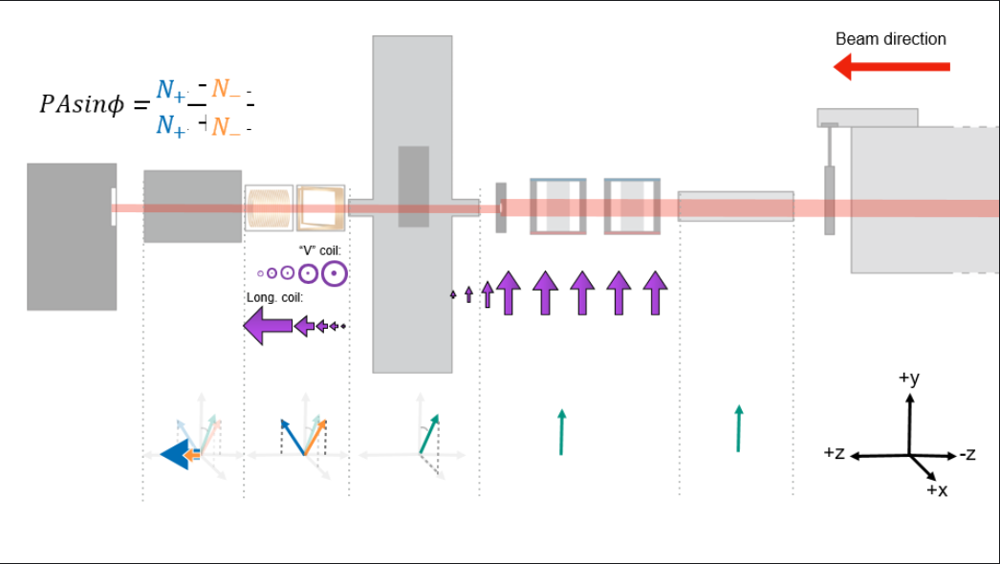 Beam direction
PAsinϕ = N₊ - N₋ / N₊ + N₋
"V" coil:
Long. coil:
+y
+z
-z
+x